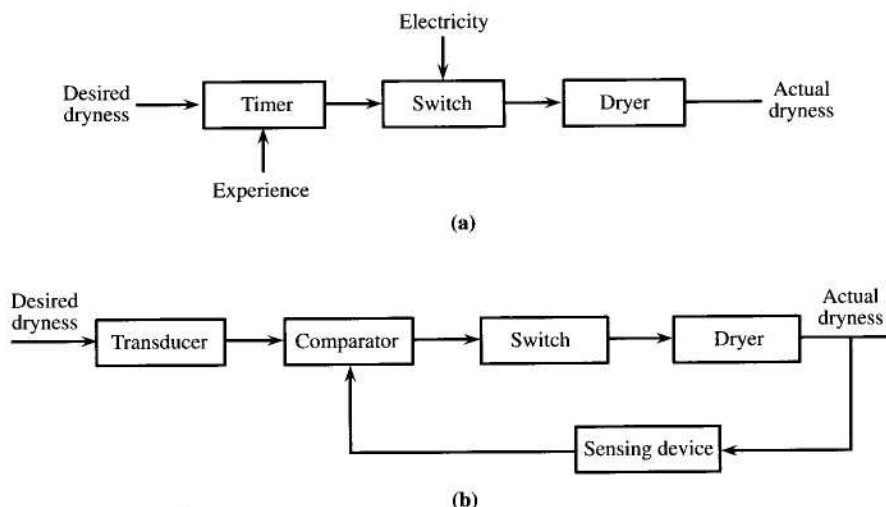 Electricity
Desired
dryness
Timer
Switch
Dryer
Actual
dryness
Experience
(a)
Desired
dryness
Transducer
Comparator
Switch
Dryer
Actual
dryness
Sensing device
(b)